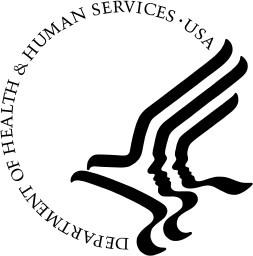 DEPARTMENT OF HEALTH & HUMAN SERVICES · USA